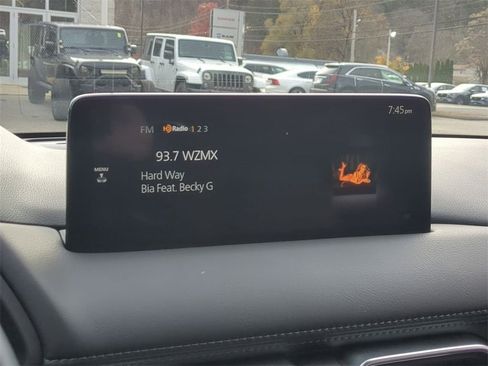 7:45pm
FM HD Radio 1 2 3
93.7 WZMX
MENU
Hard Way
Bia Feat. Becky G